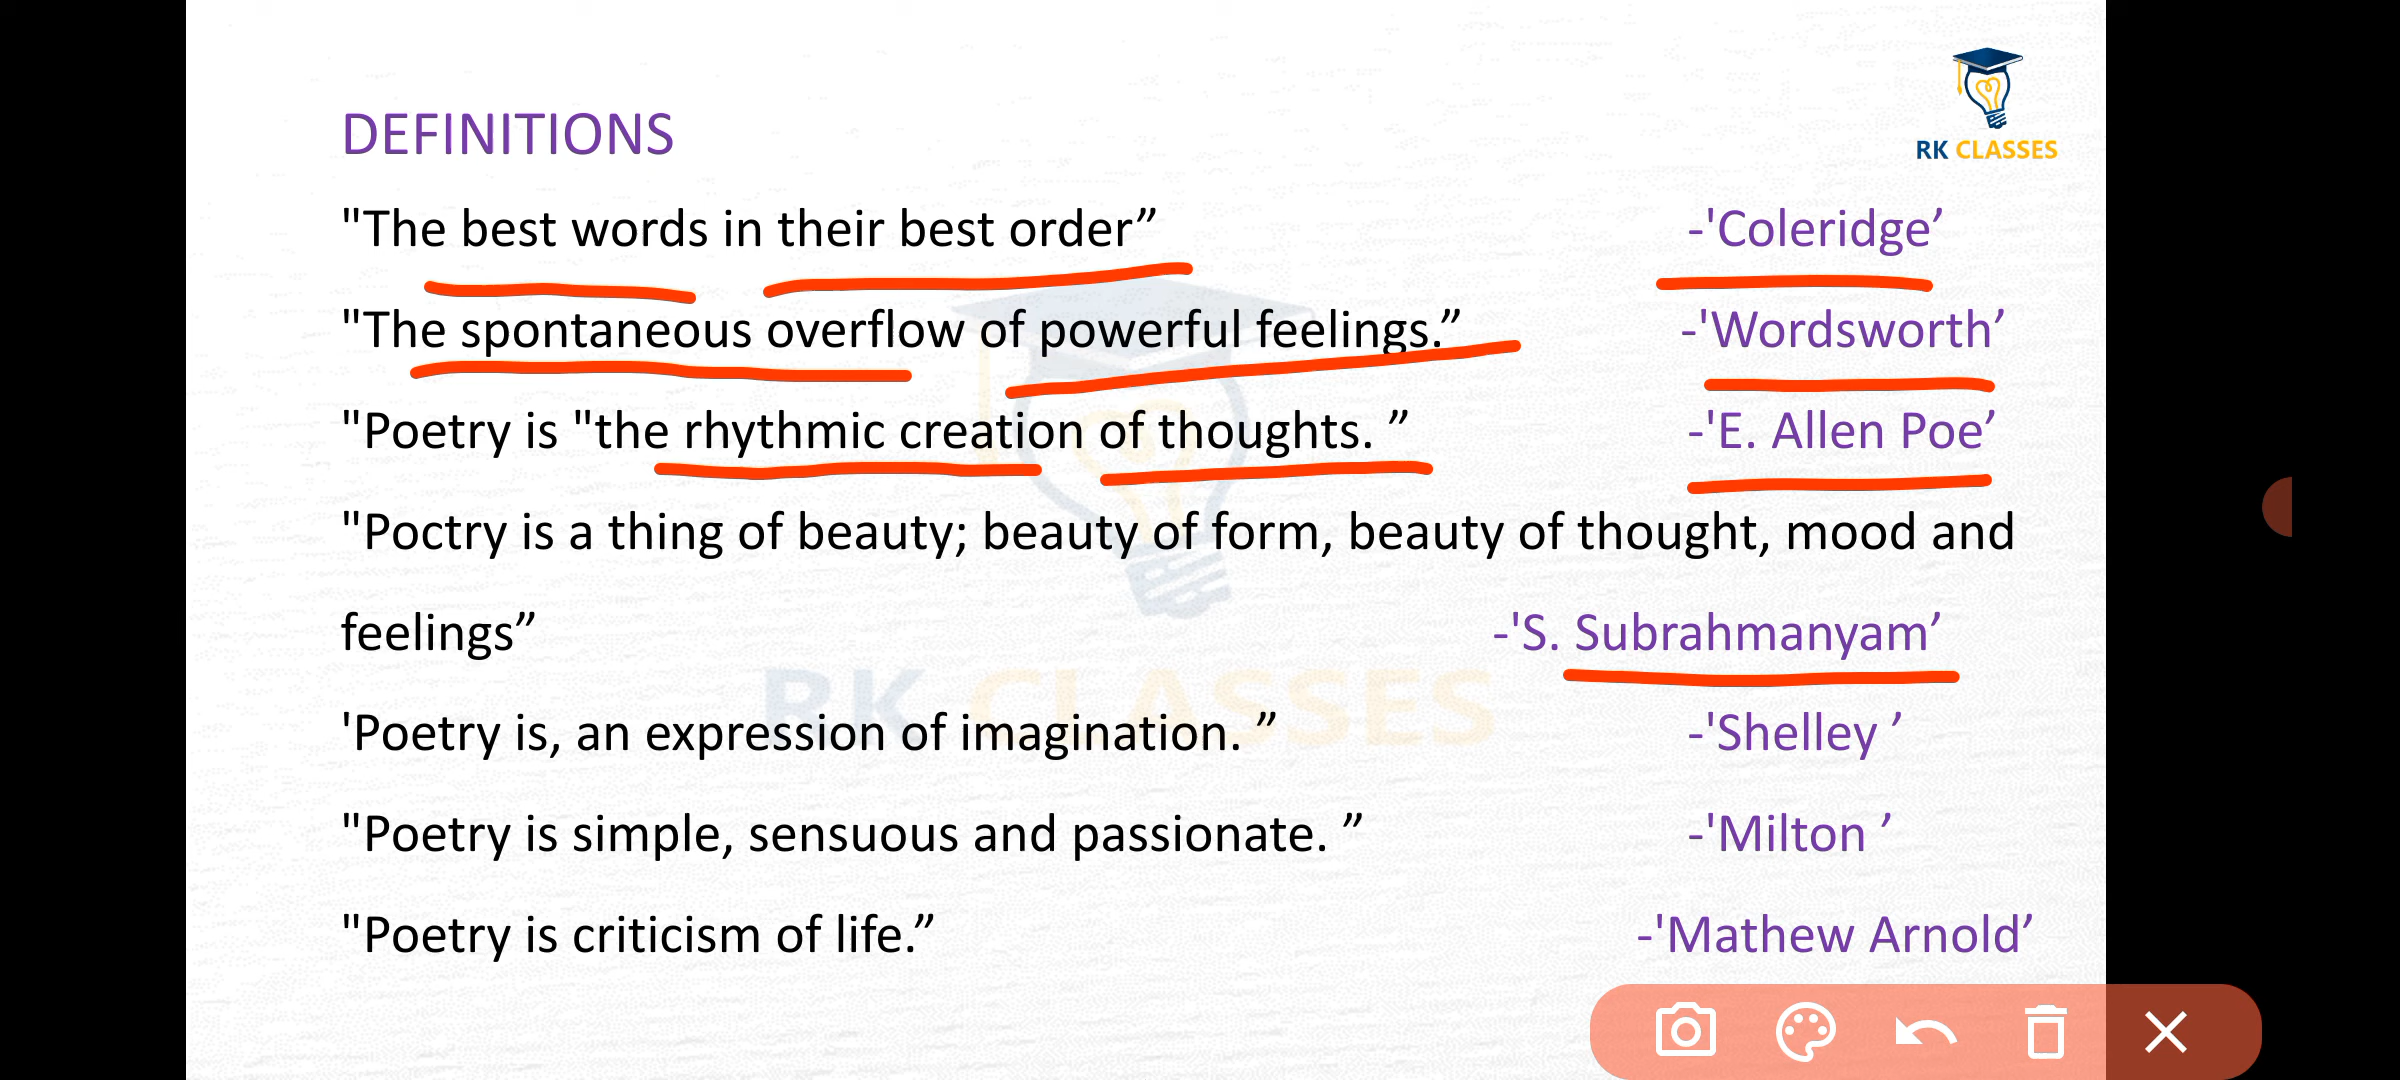 RK CLASSES
DEFINITIONS
"The best words in their best order” -'Coleridge’
"The spontaneous overflow of powerful feelings.” -'Wordsworth’
"Poetry is "the rhythmic creation of thoughts. ” -'E. Allen Poe’
"Poctry is a thing of beauty; beauty of form, beauty of thought, mood and
feelings” -'S. Subrahmanyam’
RK CLASSES
'Poetry is, an expression of imagination. ” -'Shelley ’
"Poetry is simple, sensuous and passionate. ” -'Milton ’
"Poetry is criticism of life.” -'Mathew Arnold’